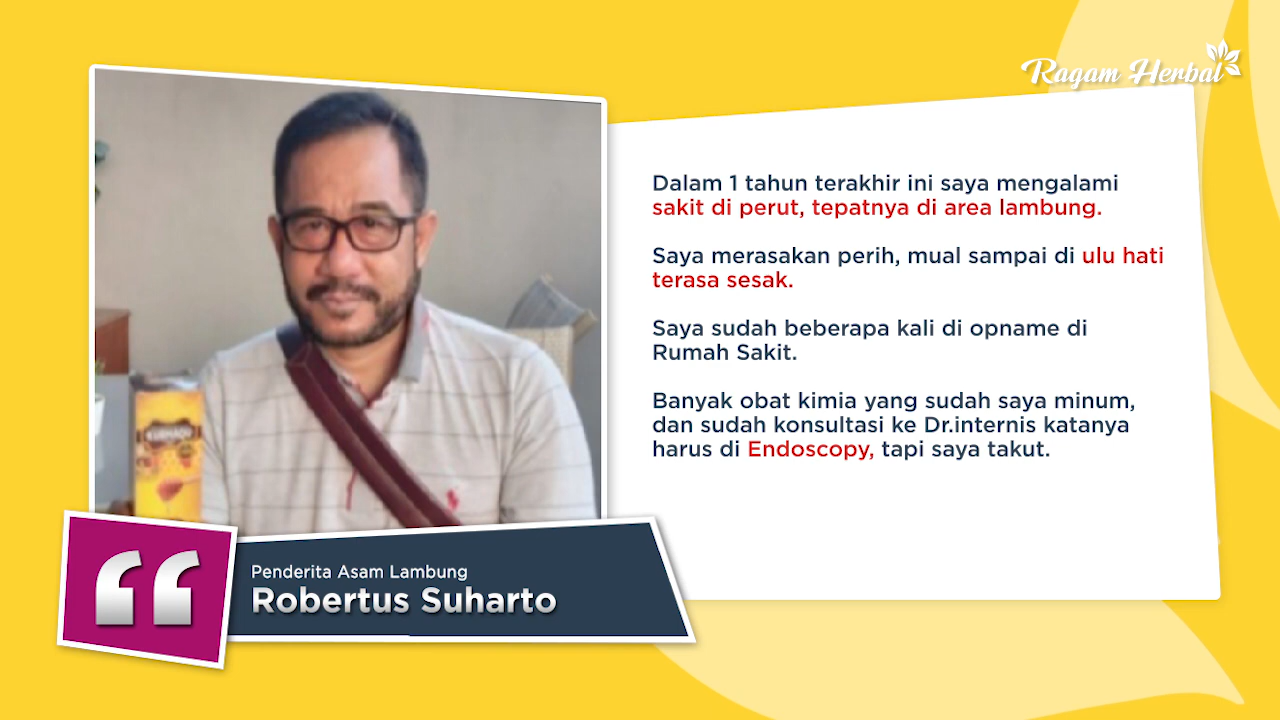 Ragam Herbal
Dalam 1 tahun terakhir ini saya mengalami
sakit di perut, tepatnya di area lambung.
Saya merasakan perih, mual sampai di ulu hati
terasa sesak.
Saya sudah beberapa kali di opname di
Rumah Sakit.
Banyak obat kimia yang sudah saya minum,
dan sudah konsultasi ke Dr.internis katanya
harus di Endoscopy, tapi saya takut.
Penderita Asam Lambung
Robertus Suharto